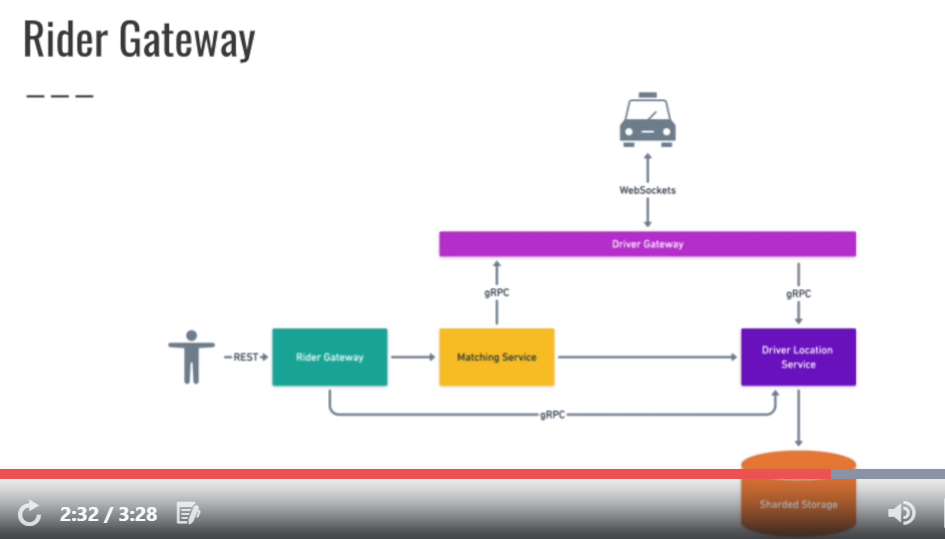 Rider Gateway
WebSockets
Driver Gateway
gRPC
gRPC
REST
Rider Gateway
Matching Service
Driver Location
Service
gRPC
Sharded Storage
2:32 / 3:28